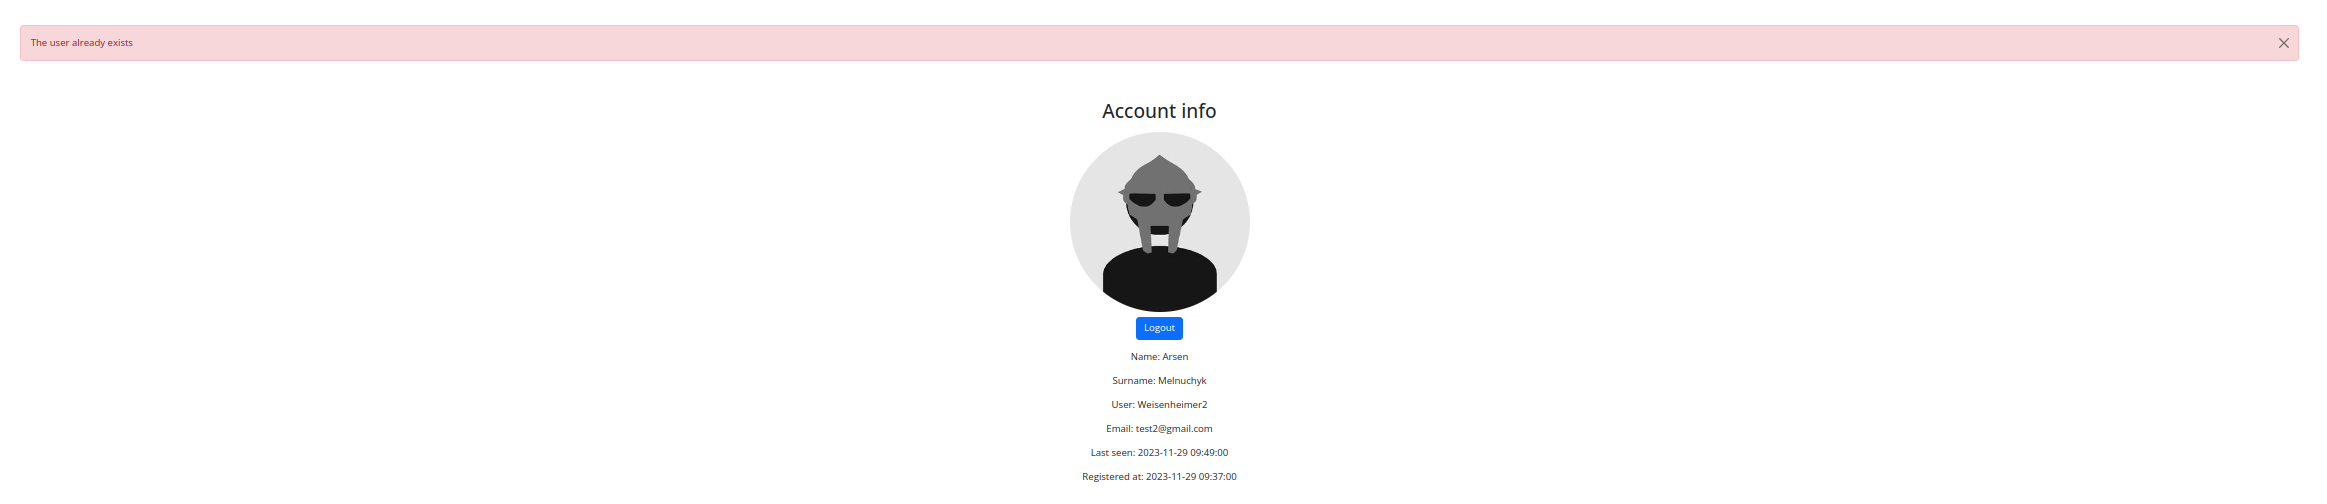 The user already exists
Account info
Logout
Name: Arsen
Surname: Melnuchyk
User: Weisenheimer2
Email: test2@gmail.com
Last seen: 2023-11-29 09:49:00
Registered at: 2023-11-29 09:37:00